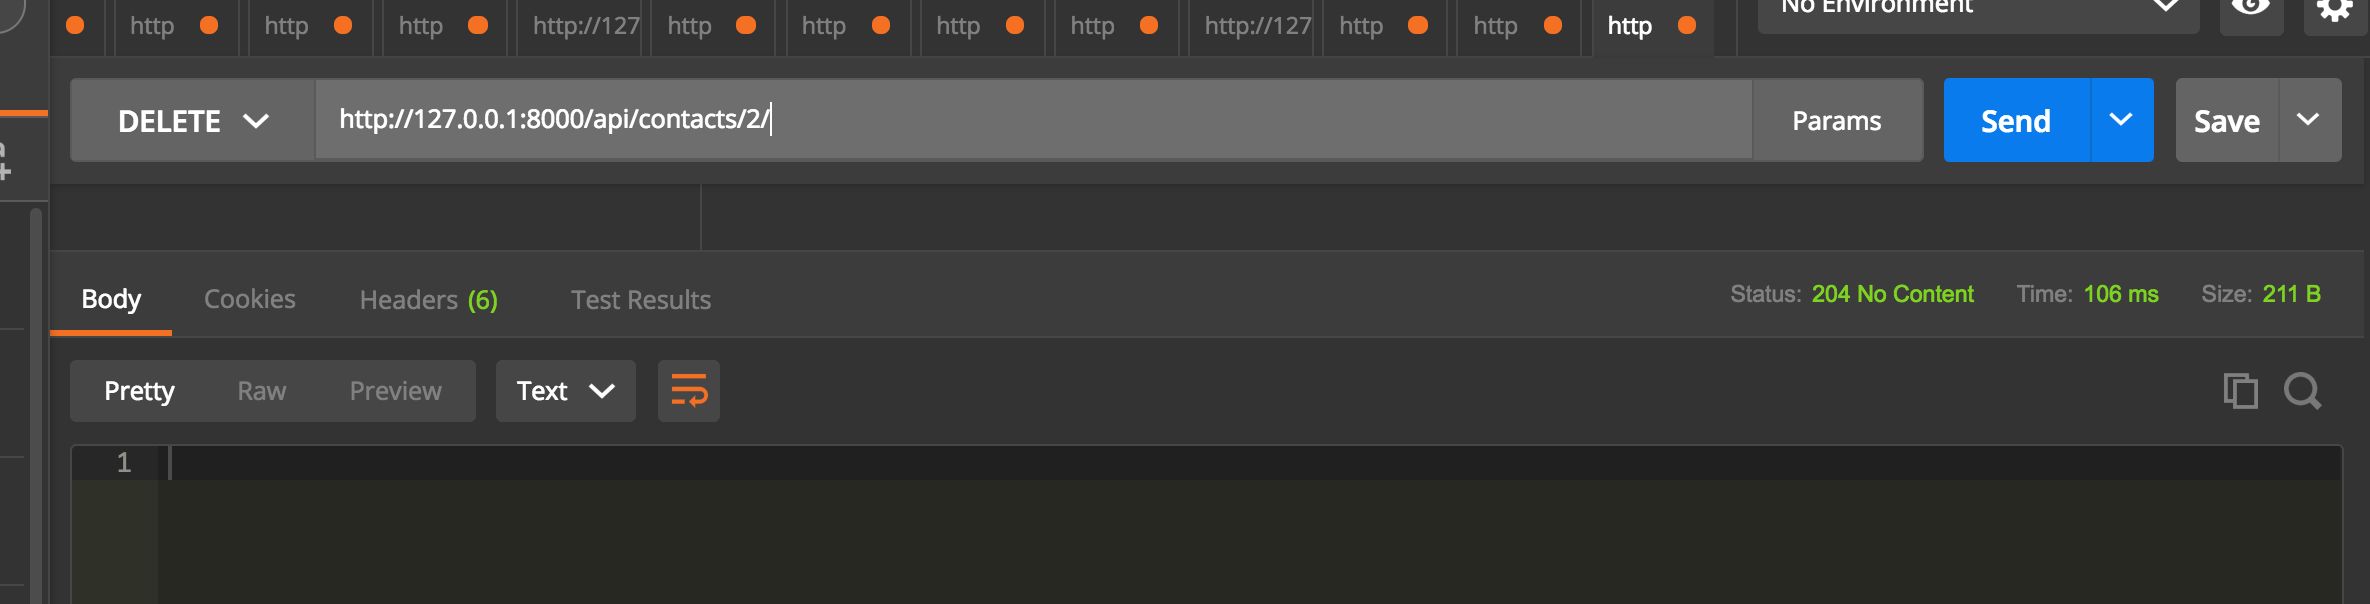 http http http http://127 http http http http http://127 http http http No Environment
DELETE http://127.0.0.1:8000/api/contacts/2/ Params Send Save
Body Cookies Headers (6) Test Results Status: 204 No Content Time: 106 ms Size: 211 B
Pretty Raw Preview Text
1